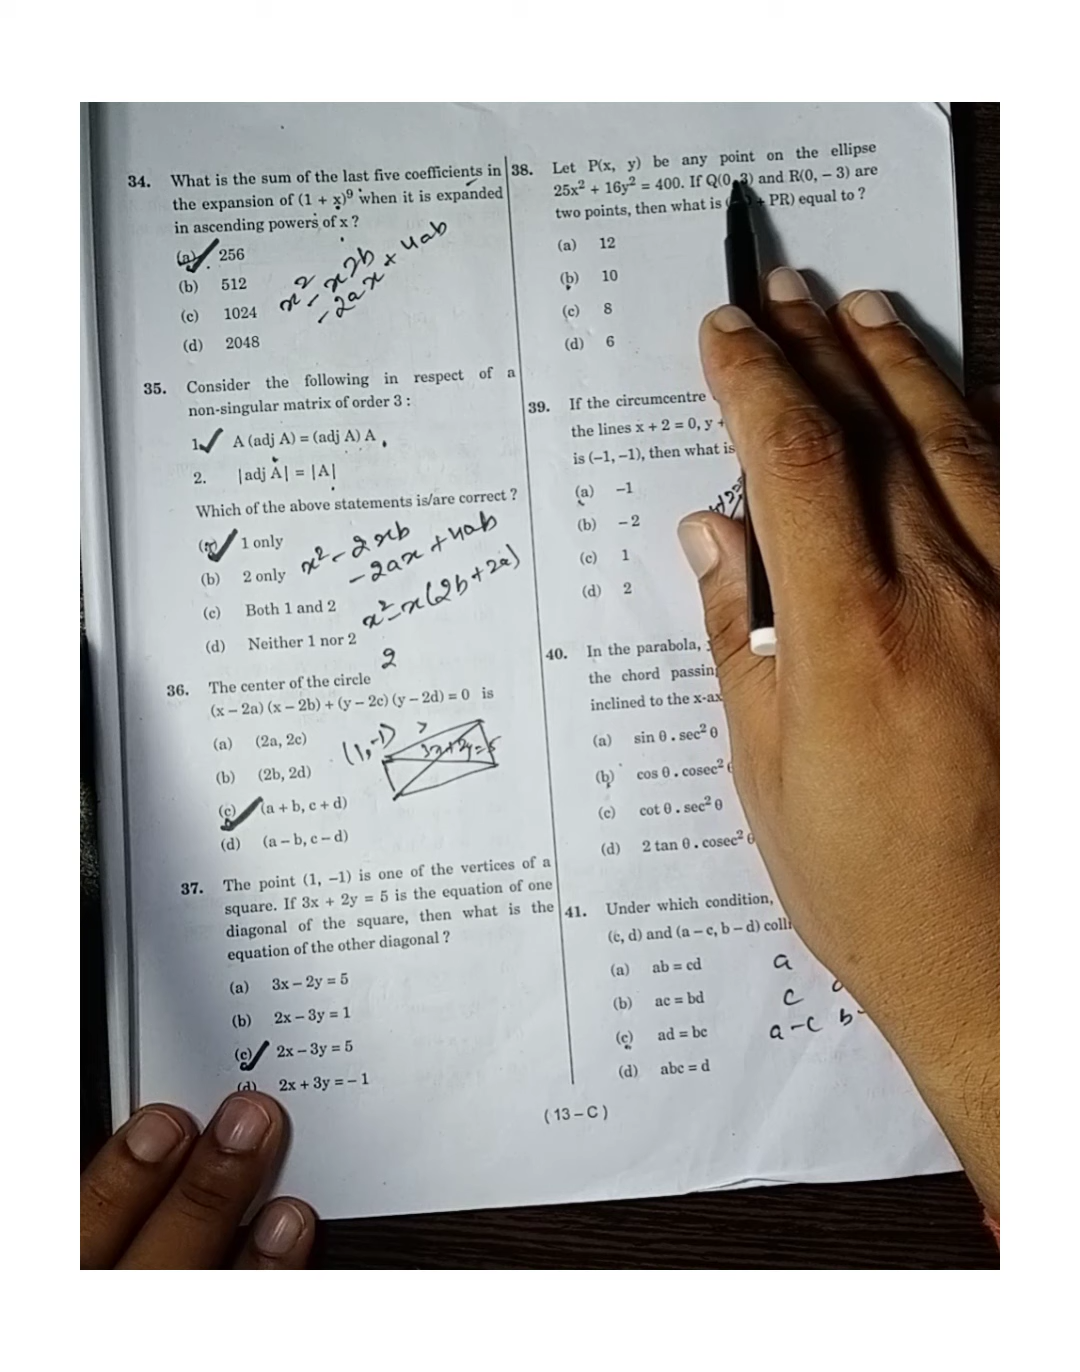 34. What is the sum of the last five coefficients in
the expansion of (1 + x)⁹ when it is expanded
in ascending powers of x ?
(a) 256
(b) 512
(c) 1024
(d) 2048
x² - x2b
- 2ax + 4ab
35. Consider the following in respect of a
non-singular matrix of order 3 :
1. A (adj A) = (adj A) A
2. |adj A| = |A|
Which of the above statements is/are correct ?
(a) 1 only
(b) 2 only
(c) Both 1 and 2
(d) Neither 1 nor 2
x² - 2xb
- 2ax + 4ab
x² - x(2b + 2a)
2
36. The center of the circle
(x – 2a) (x – 2b) + (y – 2c) (y – 2d) = 0 is
(a) (2a, 2c)
(b) (2b, 2d)
(c) (a + b, c + d)
(d) (a – b, c – d)
(1,-1)
3x+2y=5
37. The point (1, –1) is one of the vertices of a
square. If 3x + 2y = 5 is the equation of one
diagonal of the square, then what is the
equation of the other diagonal ?
(a) 3x – 2y = 5
(b) 2x – 3y = 1
(c) 2x – 3y = 5
(d) 2x + 3y = – 1
38. Let P(x, y) be any point on the ellipse
25x² + 16y² = 400. If Q(0, 3) and R(0, – 3) are
two points, then what is + PR) equal to ?
(a) 12
(b) 10
(c) 8
(d) 6
39. If the circumcentre
the lines x + 2 = 0, y +
is (–1, –1), then what is
(a) –1
(b) – 2
(c) 1
(d) 2
40. In the parabola,
the chord passing
inclined to the x-ax
(a) sin θ . sec² θ
(b) cos θ . cosec² θ
(c) cot θ . sec² θ
(d) 2 tan θ . cosec² θ
41. Under which condition,
(c, d) and (a – c, b – d) colli
(a) ab = cd
(b) ac = bd
(c) ad = bc
(d) abc = d
a
c
a-c b-
( 13 – C )